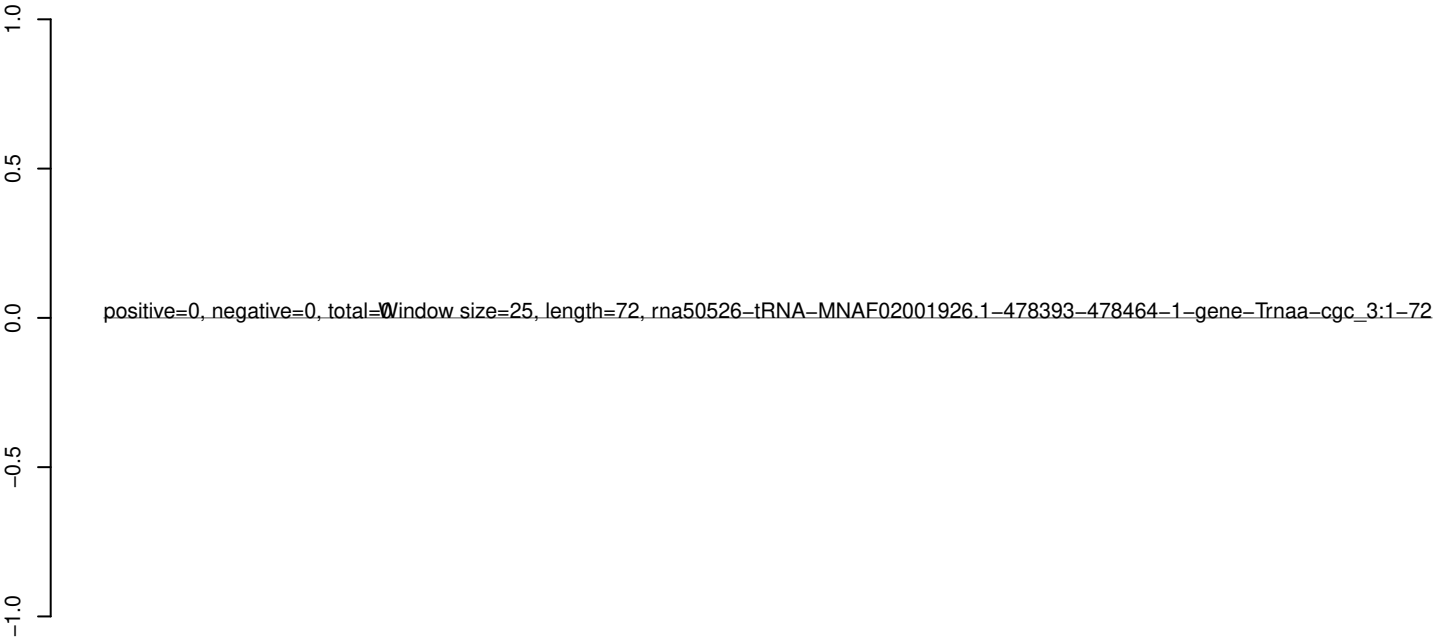 1.0
0.5
positive=0, negative=0, total=0
Window size=25, length=72, rna50526−tRNA−MNAF02001926.1−478393−478464−1−gene−Trnaa−cgc_3:1−72
0.0
−0.5
−1.0